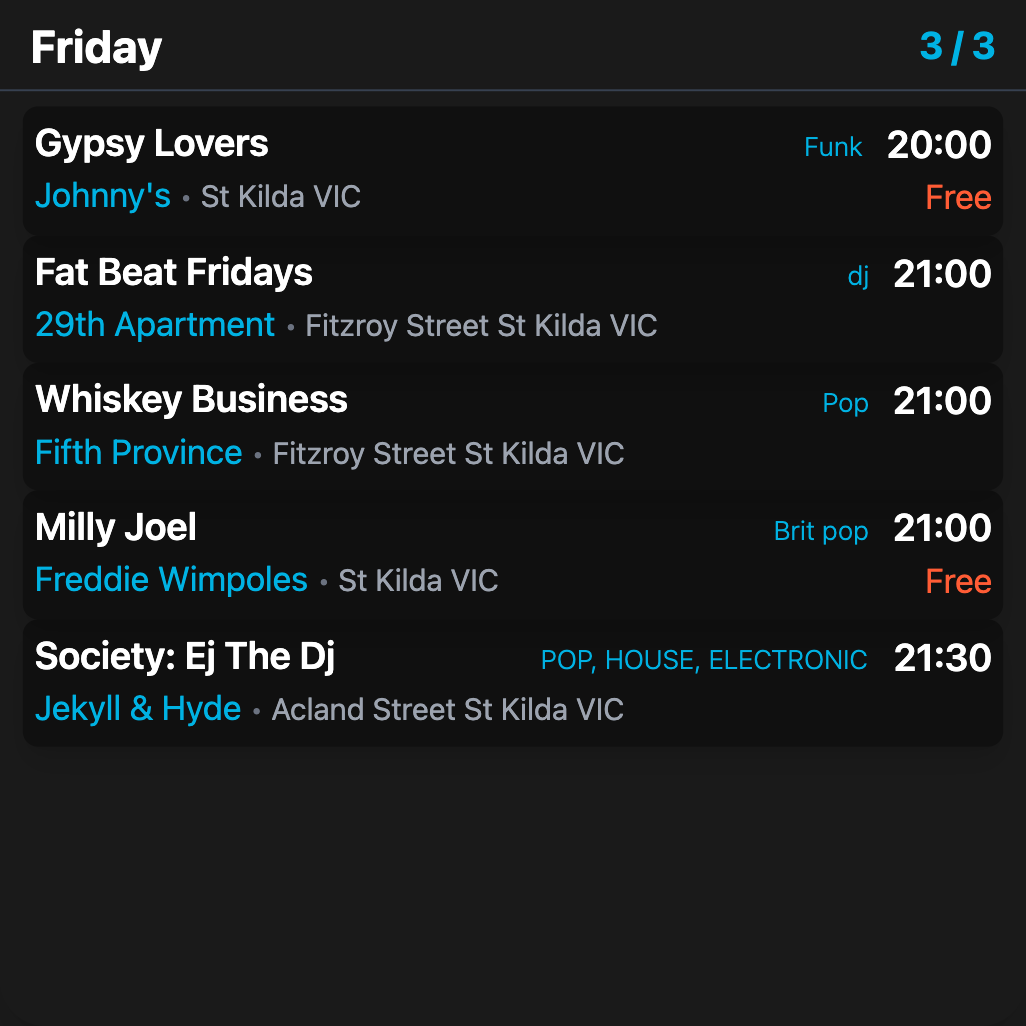 Friday 3 / 3
Gypsy Lovers Funk 20:00
Johnny's • St Kilda VIC Free
Fat Beat Fridays dj 21:00
29th Apartment • Fitzroy Street St Kilda VIC
Whiskey Business Pop 21:00
Fifth Province • Fitzroy Street St Kilda VIC
Milly Joel Brit pop 21:00
Freddie Wimpoles • St Kilda VIC Free
Society: Ej The Dj POP, HOUSE, ELECTRONIC 21:30
Jekyll & Hyde • Acland Street St Kilda VIC